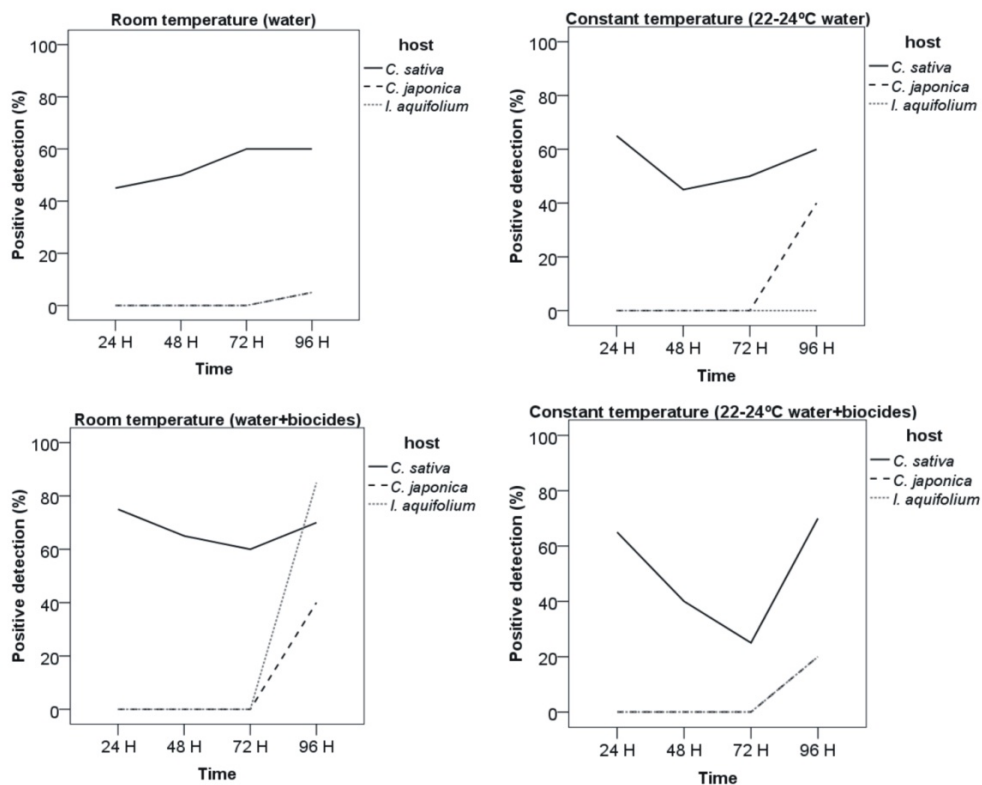 Room temperature (water)
host
C. sativa
C. japonica
I. aquifolium
Positive detection (%)
100
80
60
40
20
0
24 H 48 H 72 H 96 H
Time
Constant temperature (22-24ºC water)
host
C. sativa
C. japonica
I. aquifolium
Positive detection (%)
100
80
60
40
20
0
24 H 48 H 72 H 96 H
Time
Room temperature (water+biocides)
host
C. sativa
C. japonica
I. aquifolium
Positive detection (%)
100
80
60
40
20
0
24 H 48 H 72 H 96 H
Time
Constant temperature (22-24ºC water+biocides)
host
C. sativa
C. japonica
I. aquifolium
Positive detection (%)
100
80
60
40
20
0
24 H 48 H 72 H 96 H
Time